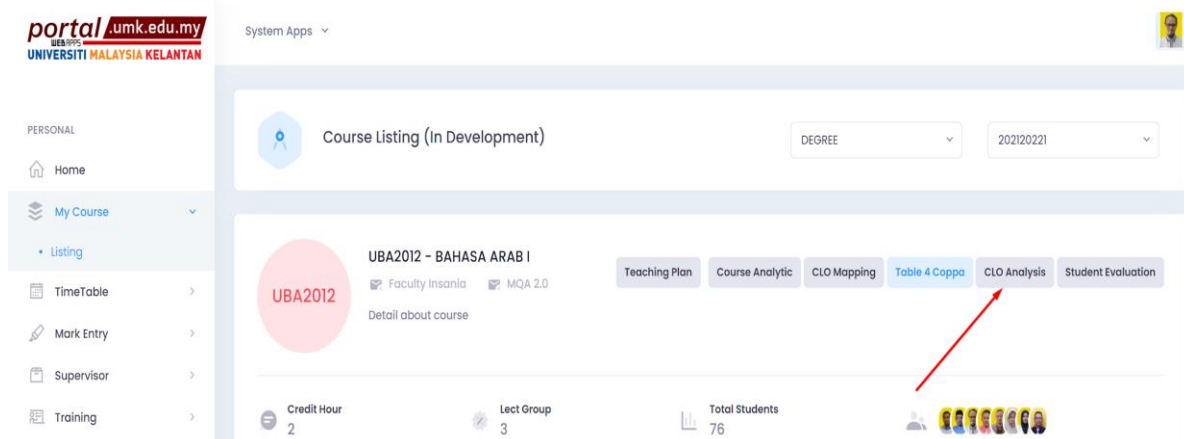 portal .umk.edu.my
WEB APPS
UNIVERSITI MALAYSIA KELANTAN
System Apps
PERSONAL
Home
My Course
Listing
TimeTable
Mark Entry
Supervisor
Training
Course Listing (In Development)
DEGREE
202120221
UBA2012
UBA2012 - BAHASA ARAB I
Faculty Insania
MQA 2.0
Detail about course
Teaching Plan
Course Analytic
CLO Mapping
Table 4 Coppa
CLO Analysis
Student Evaluation
Credit Hour
2
Lect Group
3
Total Students
76